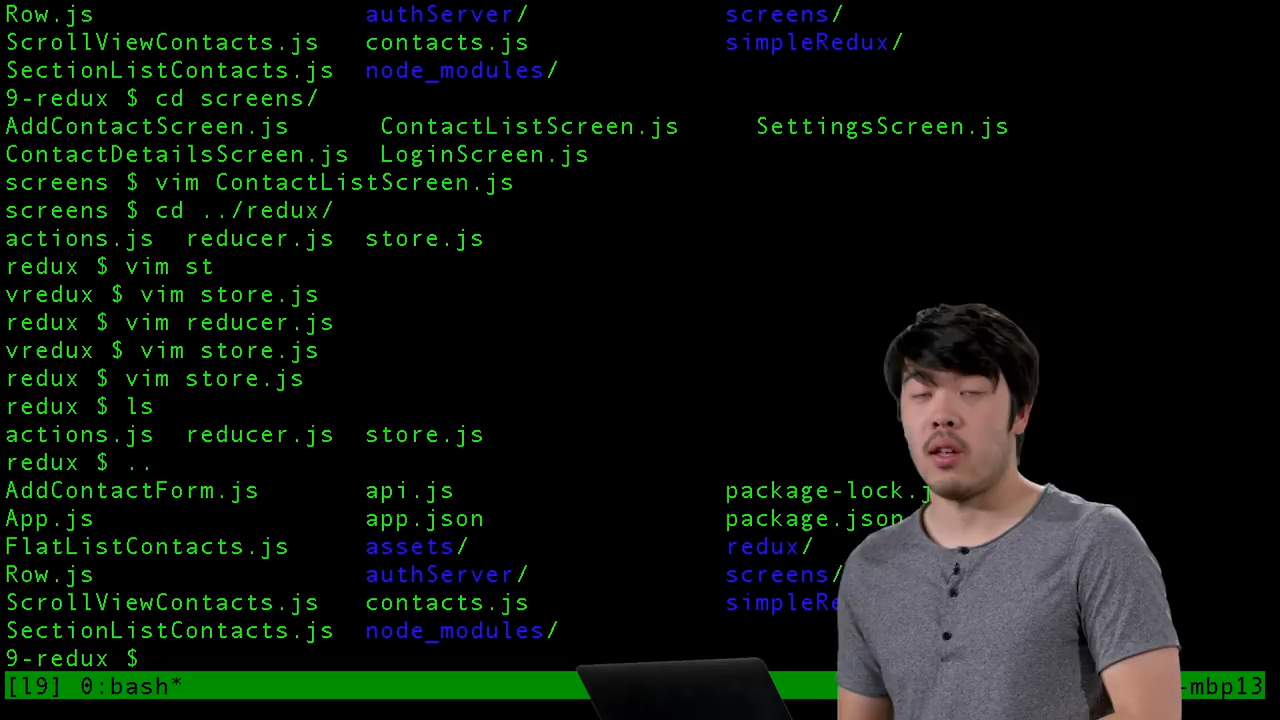 Row.js authServer/ screens/
ScrollViewContacts.js contacts.js simpleRedux/
SectionListContacts.js node_modules/
9-redux $ cd screens/
AddContactScreen.js ContactListScreen.js SettingsScreen.js
ContactDetailsScreen.js LoginScreen.js
screens $ vim ContactListScreen.js
screens $ cd ../redux/
actions.js reducer.js store.js
redux $ vim st
vredux $ vim store.js
redux $ vim reducer.js
vredux $ vim store.js
redux $ vim store.js
redux $ ls
actions.js reducer.js store.js
redux $ ..
AddContactForm.js api.js package-lock.j
App.js app.json package.json
FlatListContacts.js assets/ redux/
Row.js authServer/ screens/
ScrollViewContacts.js contacts.js simpleRe
SectionListContacts.js node_modules/
9-redux $
[l9] 0:bash* -mbp13